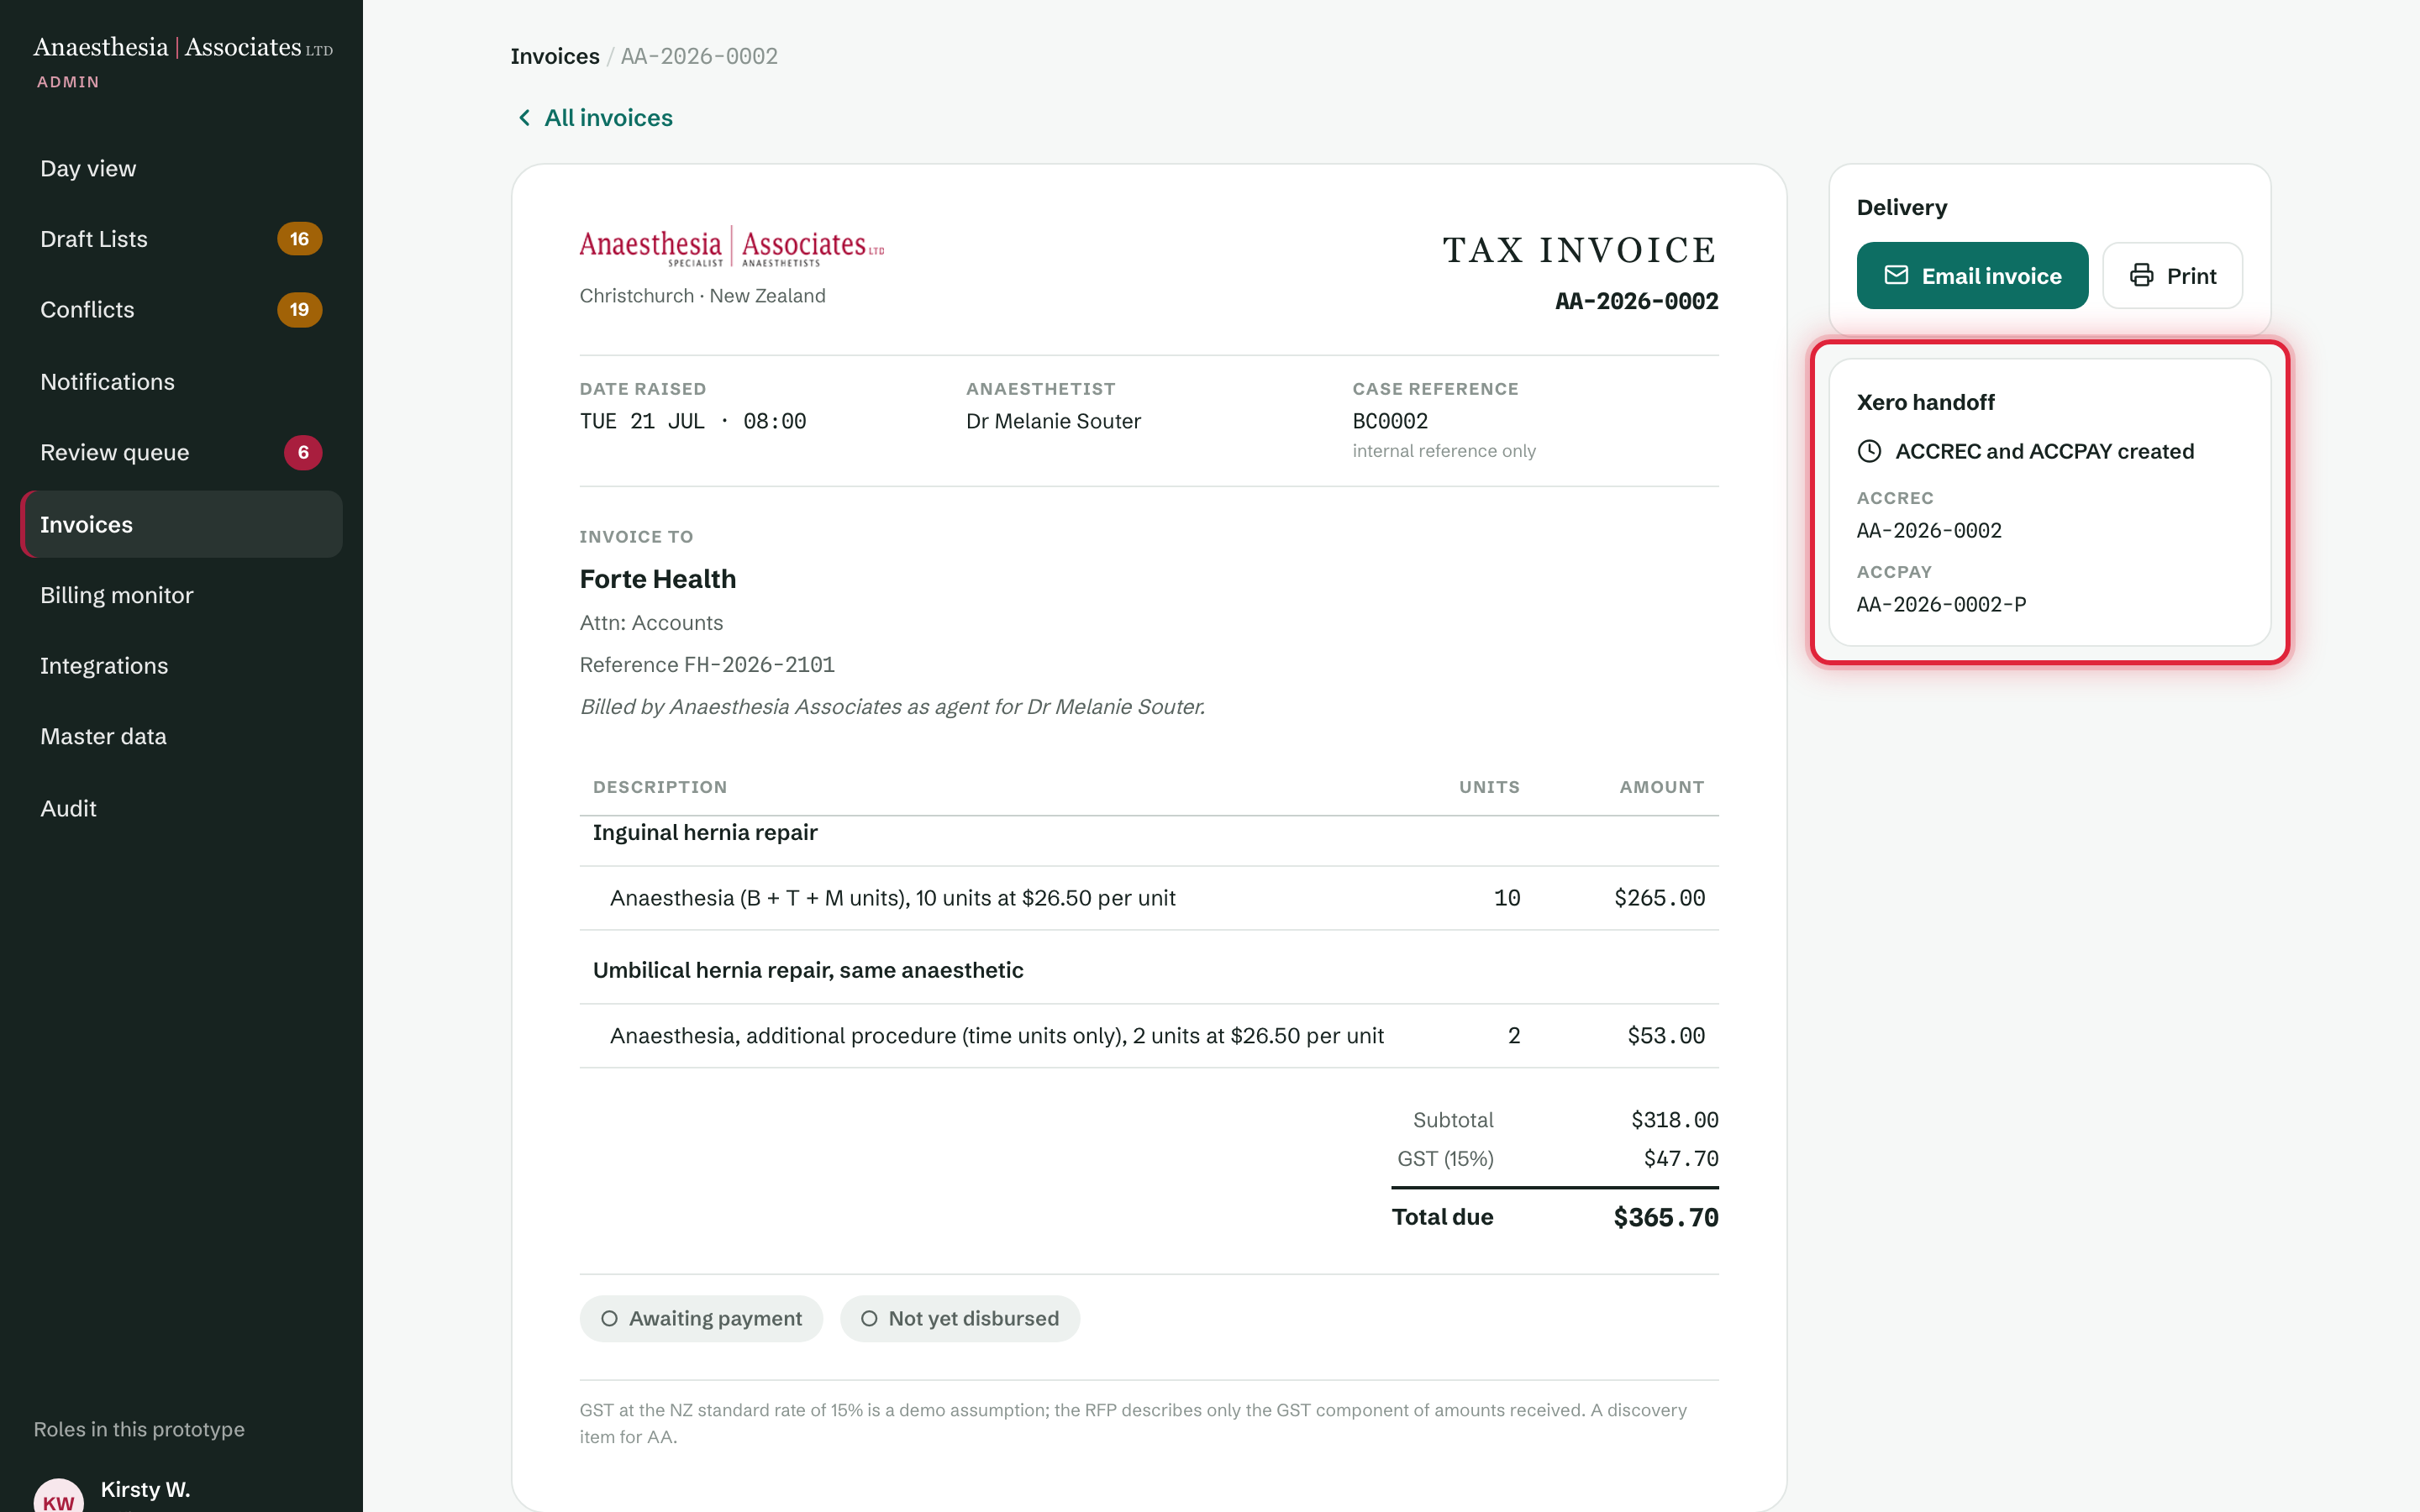 Anaesthesia | Associates LTD
ADMIN
Day view
Draft Lists 16
Conflicts 19
Notifications
Review queue 6
Invoices
Billing monitor
Integrations
Master data
Audit
Roles in this prototype
KW Kirsty W.
Invoices / AA-2026-0002
All invoices
Anaesthesia | Associates LTD
SPECIALIST ANAESTHETISTS
Christchurch · New Zealand
TAX INVOICE
AA-2026-0002
DATE RAISED
TUE 21 JUL · 08:00
ANAESTHETIST
Dr Melanie Souter
CASE REFERENCE
BC0002
internal reference only
INVOICE TO
Forte Health
Attn: Accounts
Reference FH-2026-2101
Billed by Anaesthesia Associates as agent for Dr Melanie Souter.
DESCRIPTION UNITS AMOUNT
Inguinal hernia repair
Anaesthesia (B + T + M units), 10 units at $26.50 per unit 10 $265.00
Umbilical hernia repair, same anaesthetic
Anaesthesia, additional procedure (time units only), 2 units at $26.50 per unit 2 $53.00
Subtotal $318.00
GST (15%) $47.70
Total due $365.70
Awaiting payment
Not yet disbursed
GST at the NZ standard rate of 15% is a demo assumption; the RFP describes only the GST component of amounts received. A discovery
item for AA.
Delivery
Email invoice
Print
Xero handoff
ACCREC and ACCPAY created
ACCREC
AA-2026-0002
ACCPAY
AA-2026-0002-P